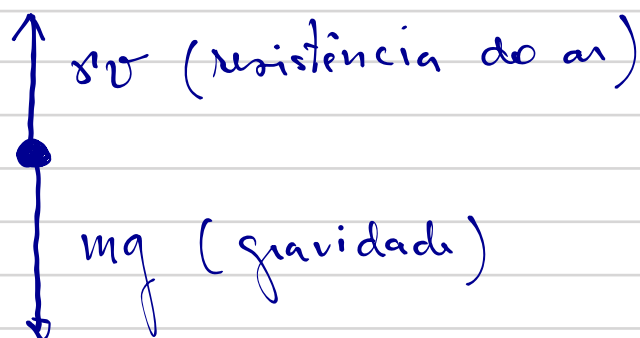 γv (resistência do ar)
mg (gravidade)